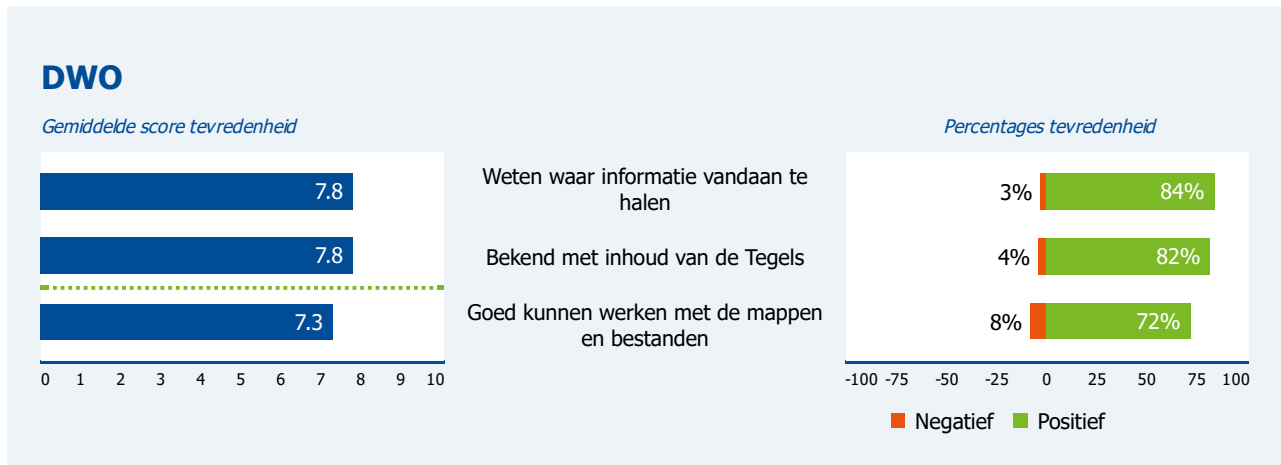 DWO
Gemiddelde score tevredenheid
Percentages tevredenheid
7.8
Weten waar informatie vandaan te
halen
3%
84%
7.8
Bekend met inhoud van de Tegels
4%
82%
7.3
Goed kunnen werken met de mappen
en bestanden
8%
72%
0 1 2 3 4 5 6 7 8 9 10
-100 -75 -50 -25 0 25 50 75 100
Negatief Positief